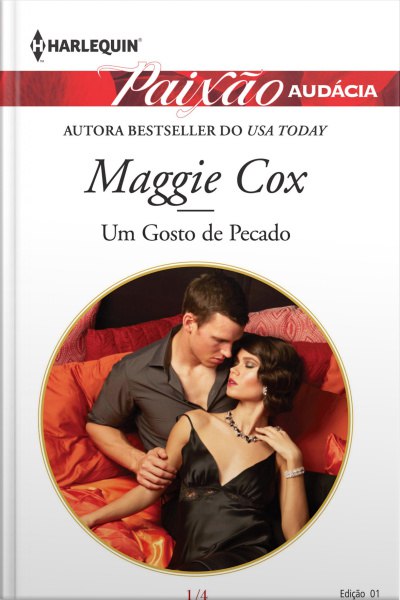 HARLEQUIN
Paixão AUDÁCIA
AUTORA BESTSELLER DO USA TODAY
Maggie Cox
Um Gosto de Pecado
1/4
Edição 01